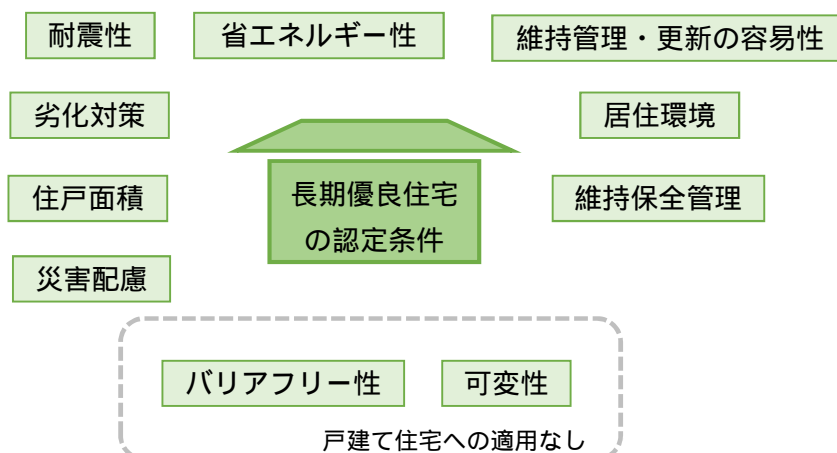 耐震性
省エネルギー性
維持管理・更新の容易性
劣化対策
居住環境
住戸面積
長期優良住宅
の認定条件
維持保全管理
災害配慮
バリアフリー性
可変性
戸建て住宅への適用なし